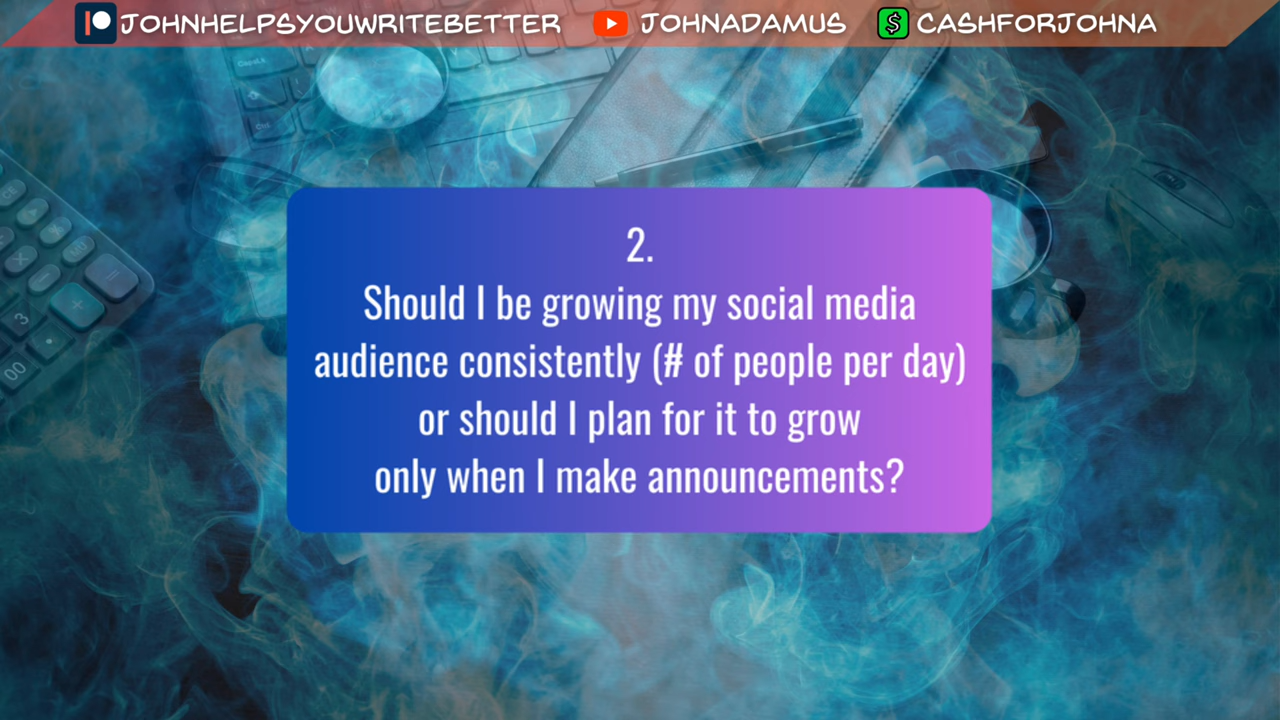 JOHNHELPSYOUWRITEBETTER JOHNADAMUS $ CASHFORJOHNA
2.
Should I be growing my social media
audience consistently (# of people per day)
or should I plan for it to grow
only when I make announcements?